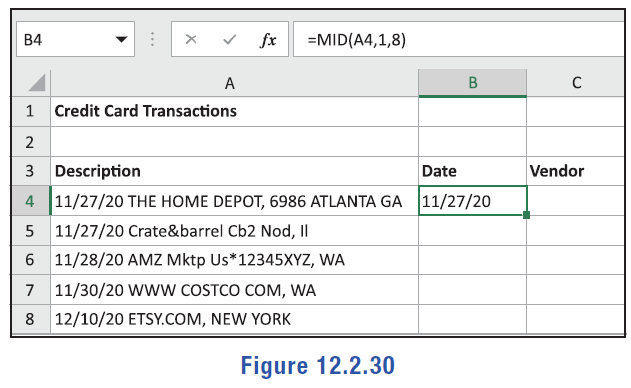 B4 fx =MID(A4,1,8)
A B C
1 Credit Card Transactions
2
3 Description Date Vendor
4 11/27/20 THE HOME DEPOT, 6986 ATLANTA GA 11/27/20
5 11/27/20 Crate&barrel Cb2 Nod, Il
6 11/28/20 AMZ Mktp Us*12345XYZ, WA
7 11/30/20 WWW COSTCO COM, WA
8 12/10/20 ETSY.COM, NEW YORK
Figure 12.2.30